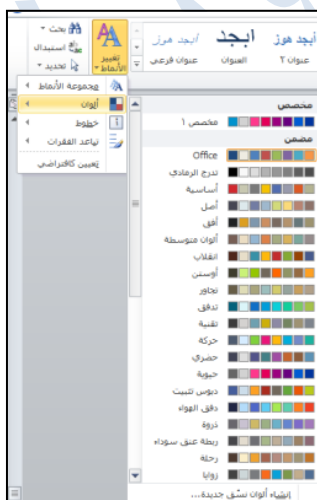 أبجد هوز
أبجد
أبجد هوز
عنوان ٢
العنوان
عنوان فرعي
تغيير
الأنماط
بحث
استبدال
تحديد
مجموعة الأنماط
ألوان
خطوط
تباعد الفقرات
تعيين كافتراضي
مخصص
مخصص ١
مضمن
Office
تدرج الرمادي
أساسية
أصل
أفق
ألوان متوسطة
انقلاب
أوستن
تجاور
تدفق
تقنية
حركة
حضري
حيوية
دبوس تثبيت
دفق الهواء
ذروة
ربطة عنق سوداء
رحلة
زوايا
إنشاء ألوان نسق جديدة...